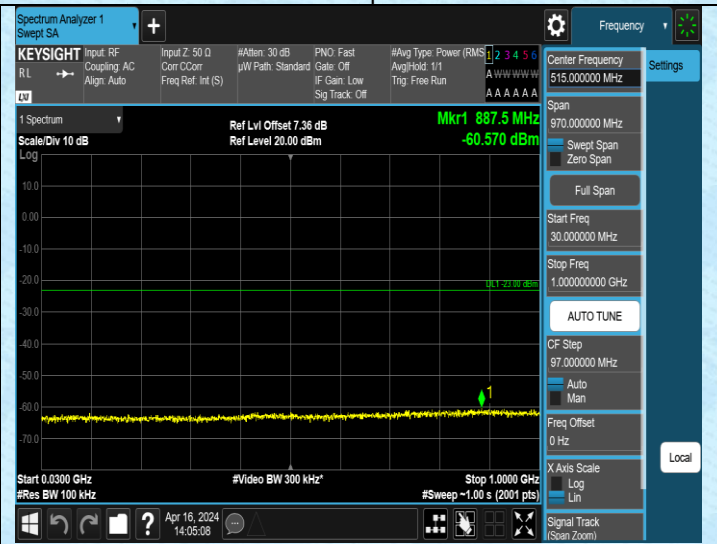 Spectrum Analyzer 1
Swept SA
Frequency
KEYSIGHT
RL
LXI
Input: RF
Coupling: AC
Align: Auto
Input Z: 50 Ω
Corr CCorr
Freq Ref: Int (S)
#Atten: 30 dB
µW Path: Standard
PNO: Fast
Gate: Off
IF Gain: Low
Sig Track: Off
#Avg Type: Power (RMS
Avg|Hold: 1/1
Trig: Free Run
1 2 3 4 5 6
A W W W W W
A A A A A A
1 Spectrum
Scale/Div 10 dB
Log
Ref Lvl Offset 7.36 dB
Ref Level 20.00 dBm
Mkr1 887.5 MHz
-60.570 dBm
10.0
0.00
-10.0
-20.0
DL1 -23.00 dBm
-30.0
-40.0
-50.0
1
-60.0
-70.0
Start 0.0300 GHz
#Res BW 100 kHz
#Video BW 300 kHz*
Stop 1.0000 GHz
#Sweep ~1.00 s (2001 pts)
Apr 16, 2024
14:05:08
?
Center Frequency
515.000000 MHz
Span
970.000000 MHz
Swept Span
Zero Span
Full Span
Start Freq
30.000000 MHz
Stop Freq
1.000000000 GHz
AUTO TUNE
CF Step
97.000000 MHz
Auto
Man
Freq Offset
0 Hz
X Axis Scale
Log
Lin
Signal Track
(Span Zoom)
Settings
Local